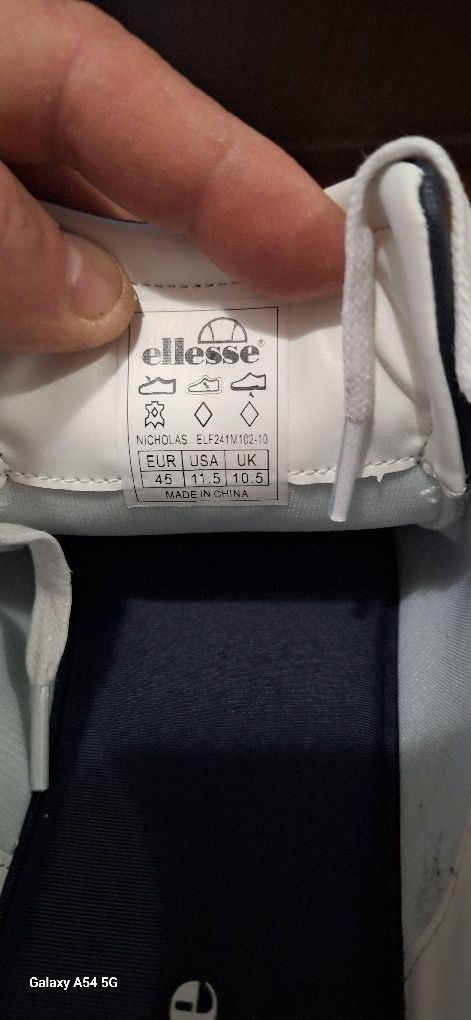 ellesse®
NICHOLAS ELF241M102-10
EUR USA UK
45 11.5 10.5
MADE IN CHINA
e
Galaxy A54 5G